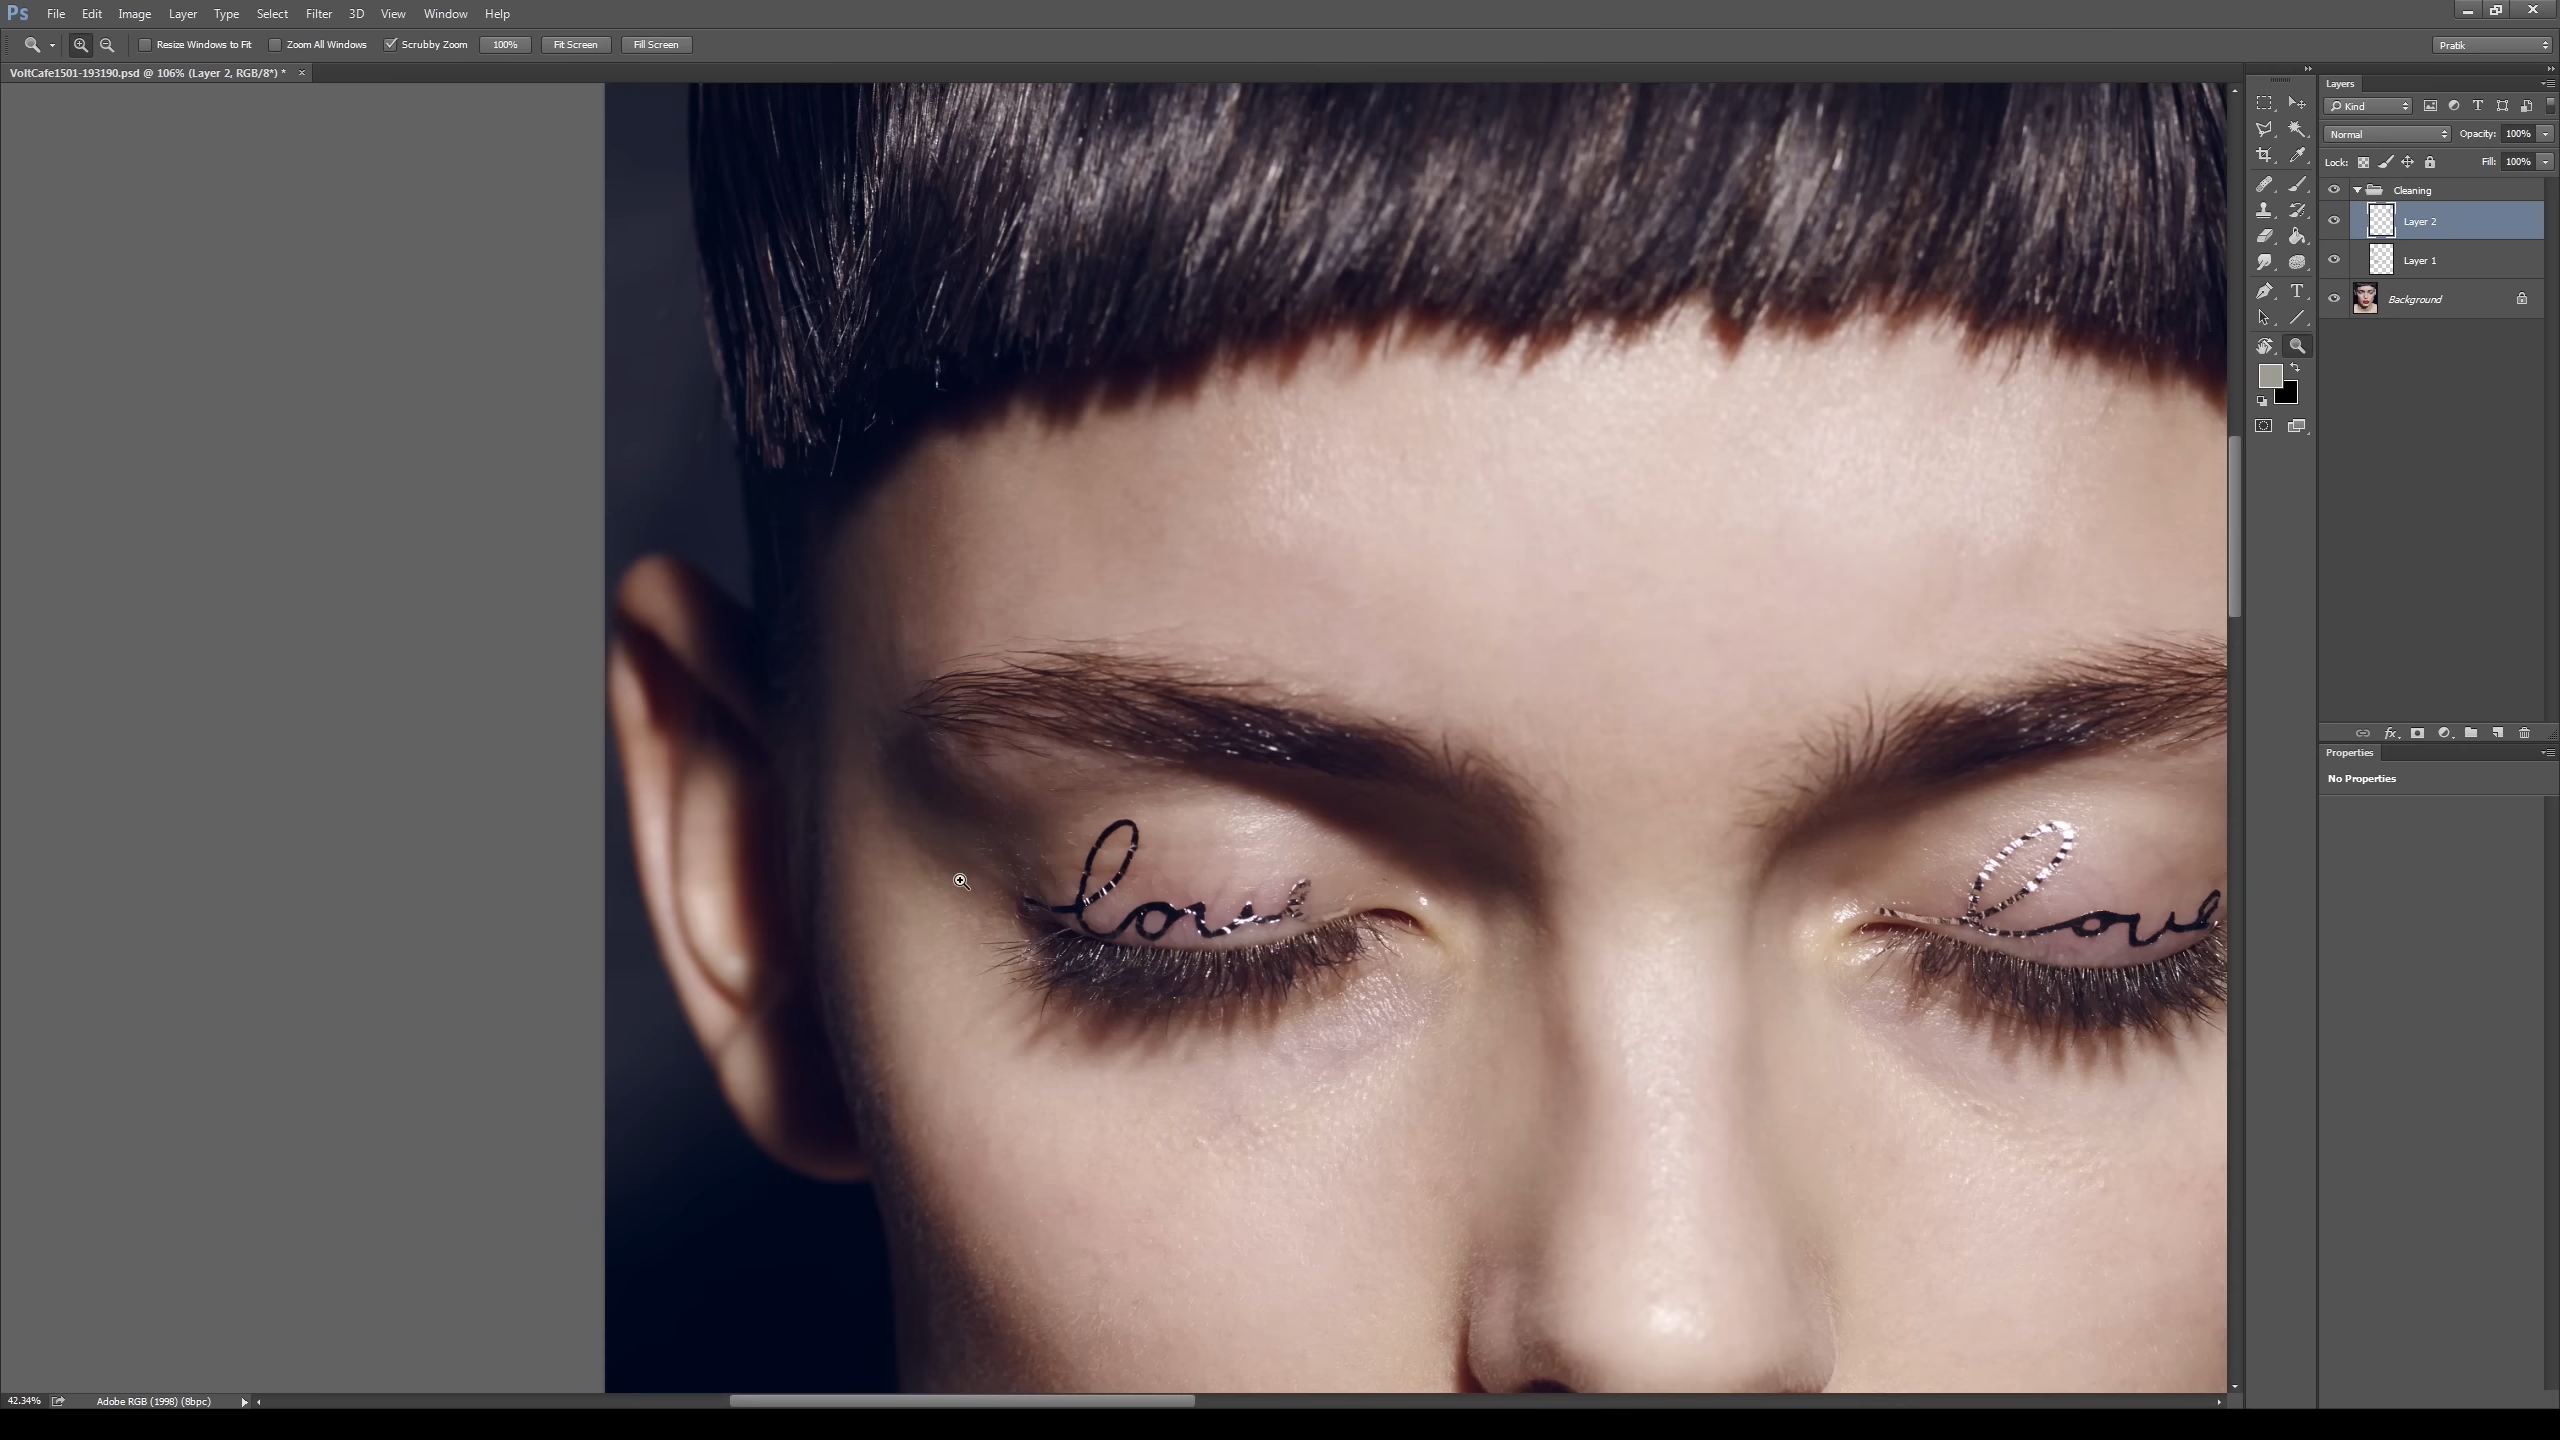 Ps File Edit Image Layer Type Select Filter 3D View Window Help
Resize Windows to Fit Zoom All Windows Scrubby Zoom 100% Fit Screen Fill Screen Pratik
VoltCafe1501-193190.psd @ 106% (Layer 2, RGB/8*) * ×
Layers
Kind
Normal Opacity: 100%
Lock: Fill: 100%
Cleaning
Layer 2
Layer 1
Background
fx
Properties
No Properties
love love
42.34% Adobe RGB (1998) (8bpc)